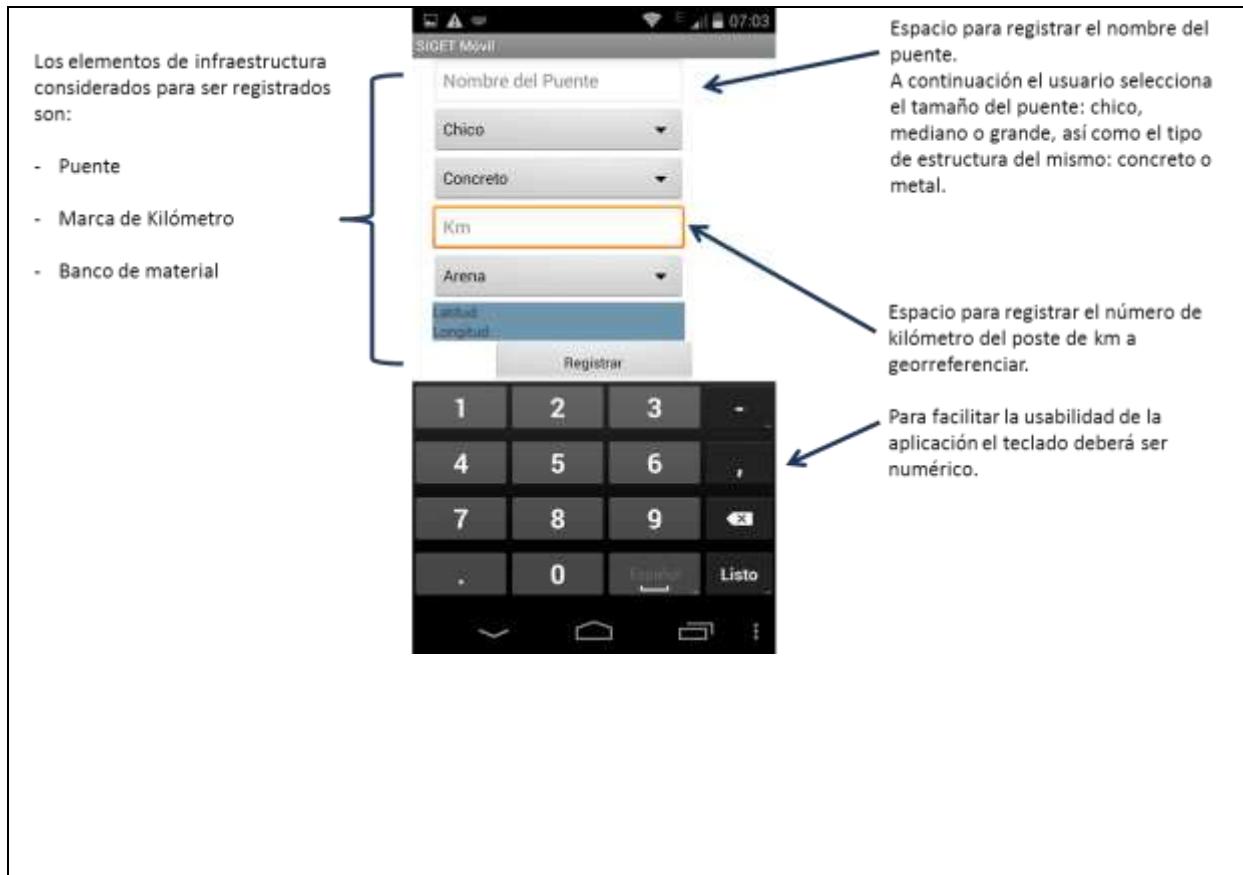 Los elementos de infraestructura
considerados para ser registrados
son:
- Puente
- Marca de Kilómetro
- Banco de material
07:03
SIGET Móvil
Nombre del Puente
Chico
Concreto
Km
Arena
Latitud
Longitud
Registrar
1 2 3 -
4 5 6 ,
7 8 9
. 0 Español Listo
Espacio para registrar el nombre del
puente.
A continuación el usuario selecciona
el tamaño del puente: chico,
mediano o grande, así como el tipo
de estructura del mismo: concreto o
metal.
Espacio para registrar el número de
kilómetro del poste de km a
georreferenciar.
Para facilitar la usabilidad de la
aplicación el teclado deberá ser
numérico.